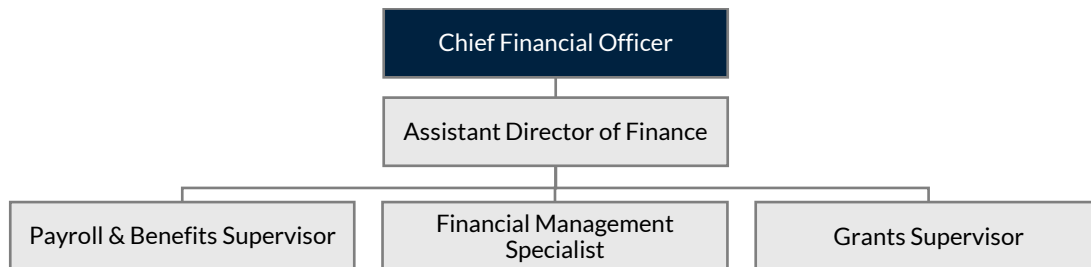 Chief Financial Officer
Assistant Director of Finance
Payroll & Benefits Supervisor
Financial Management
Specialist
Grants Supervisor